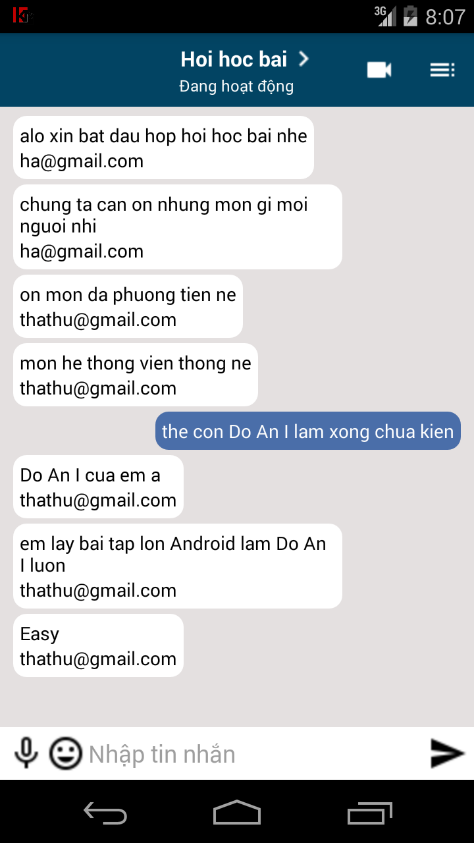 3G 8:07
Hoi hoc bai
Đang hoạt động
alo xin bat dau hop hoi hoc bai nhe
ha@gmail.com
chung ta can on nhung mon gi moi
nguoi nhi
ha@gmail.com
on mon da phuong tien ne
thathu@gmail.com
mon he thong vien thong ne
thathu@gmail.com
the con Do An I lam xong chua kien
Do An I cua em a
thathu@gmail.com
em lay bai tap lon Android lam Do An
I luon
thathu@gmail.com
Easy
thathu@gmail.com
Nhập tin nhắn